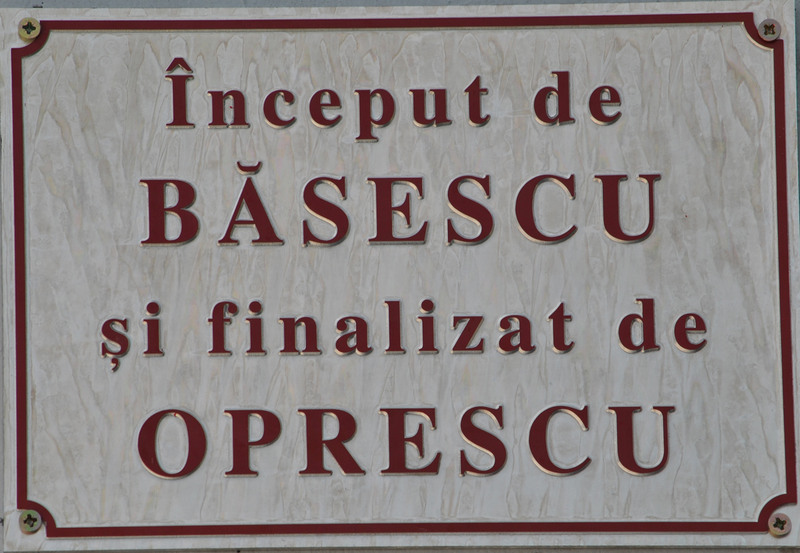 Început de
BĂSESCU
și finalizat de
OPRESCU